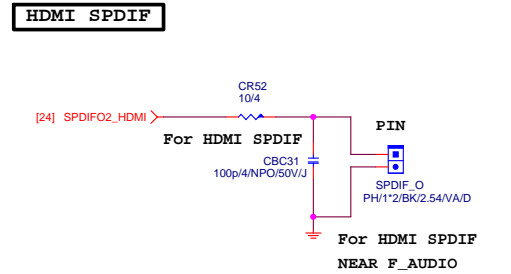 HDMI SPDIF
CR52
10/4
[24] SPDIFO2_HDMI
For HDMI SPDIF
PIN
CBC31
100p/4/NPO/50V/J
SPDIF_O
PH/1*2/BK/2.54/VA/D
For HDMI SPDIF
NEAR F_AUDIO